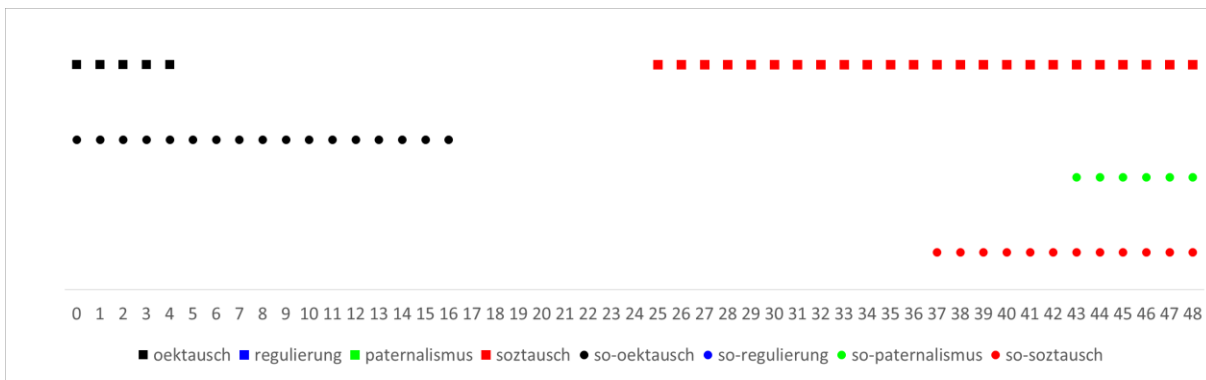 0 1 2 3 4 5 6 7 8 9 10 11 12 13 14 15 16 17 18 19 20 21 22 23 24 25 26 27 28 29 30 31 32 33 34 35 36 37 38 39 40 41 42 43 44 45 46 47 48
oektausch regulierung paternalismus soztausch so-oektausch so-regulierung so-paternalismus so-soztausch